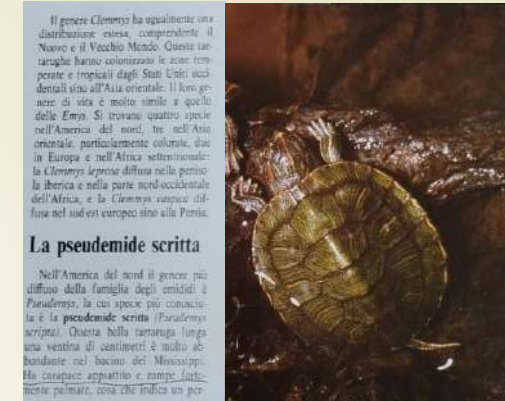 Il genere Clemmys ha ugualmente una
distribuzione estesa, comprendente il
Nuovo e il Vecchio Mondo. Queste tar-
tarughe hanno colonizzato le zone tem-
perate e tropicali dagli Stati Uniti occi-
dentali sino all'Asia orientale. Il loro ge-
nere di vita è molto simile a quello
delle Emys. Si trovano quattro specie
nell'America del nord, tre nell'Asia
orientale, particolarmente colorate, due
in Europa e nell'Africa settentrionale:
la Clemmys leprosa diffusa nella peniso-
la iberica e nella parte nord-occidentale
dell'Africa, e la Clemmys caspica dif-
fusa nel sud-est europeo sino alla Persia.
La pseudemide scritta
Nell'America del nord il genere più
diffuso della famiglia degli emididi è
Pseudemys, la cui specie più conosciu-
ta è la pseudemide scritta (Pseudemys
scripta). Questa bella tartaruga lunga
una ventina di centimetri è molto ab-
bondante nel bacino del Mississippi.
Ha carapace appiattito e zampe forte-
mente palmate, cosa che indica un per-